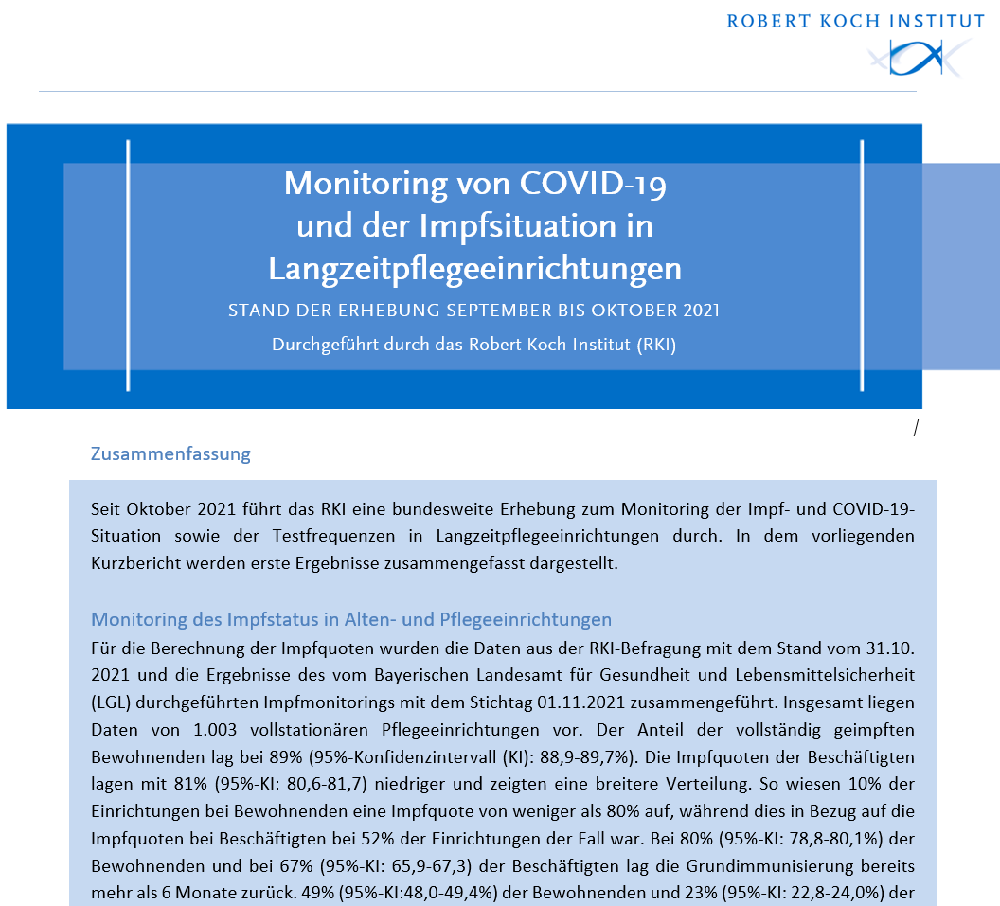 ROBERT KOCH INSTITUT
Monitoring von COVID-19
und der Impfsituation in
Langzeitpflegeeinrichtungen
STAND DER ERHEBUNG SEPTEMBER BIS OKTOBER 2021
Durchgeführt durch das Robert Koch-Institut (RKI)
/
Zusammenfassung
Seit Oktober 2021 führt das RKI eine bundesweite Erhebung zum Monitoring der Impf- und COVID-19-
Situation sowie der Testfrequenzen in Langzeitpflegeeinrichtungen durch. In dem vorliegenden
Kurzbericht werden erste Ergebnisse zusammengefasst dargestellt.
Monitoring des Impfstatus in Alten- und Pflegeeinrichtungen
Für die Berechnung der Impfquoten wurden die Daten aus der RKI-Befragung mit dem Stand vom 31.10.
2021 und die Ergebnisse des vom Bayerischen Landesamt für Gesundheit und Lebensmittelsicherheit
(LGL) durchgeführten Impfmonitorings mit dem Stichtag 01.11.2021 zusammengeführt. Insgesamt liegen
Daten von 1.003 vollstationären Pflegeeinrichtungen vor. Der Anteil der vollständig geimpften
Bewohnenden lag bei 89% (95%-Konfidenzintervall (KI): 88,9-89,7%). Die Impfquoten der Beschäftigten
lagen mit 81% (95%-KI: 80,6-81,7) niedriger und zeigten eine breitere Verteilung. So wiesen 10% der
Einrichtungen bei Bewohnenden eine Impfquote von weniger als 80% auf, während dies in Bezug auf die
Impfquoten bei Beschäftigten bei 52% der Einrichtungen der Fall war. Bei 80% (95%-KI: 78,8-80,1%) der
Bewohnenden und bei 67% (95%-KI: 65,9-67,3) der Beschäftigten lag die Grundimmunisierung bereits
mehr als 6 Monate zurück. 49% (95%-KI:48,0-49,4%) der Bewohnenden und 23% (95%-KI: 22,8-24,0%) der